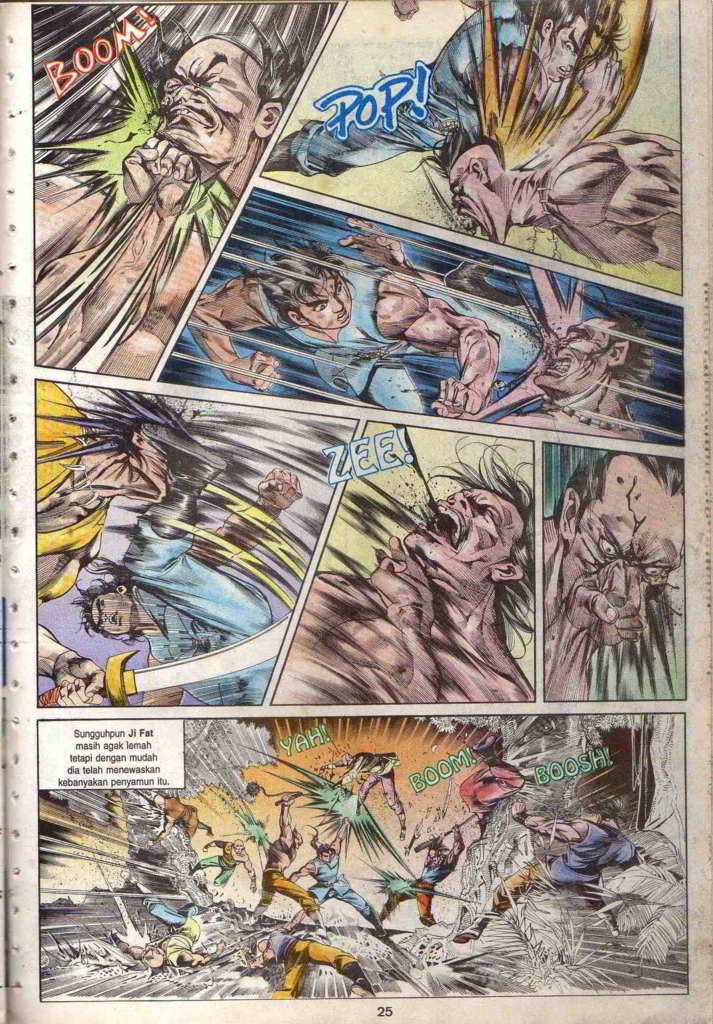 BOOM!
POP!
ZEE!
Sungguhpun Ji Fat
masih agak lemah
tetapi dengan mudah
dia telah menewaskan
kebanyakan penyamun itu.
YAH!
BOOM!
BOOSH!
25